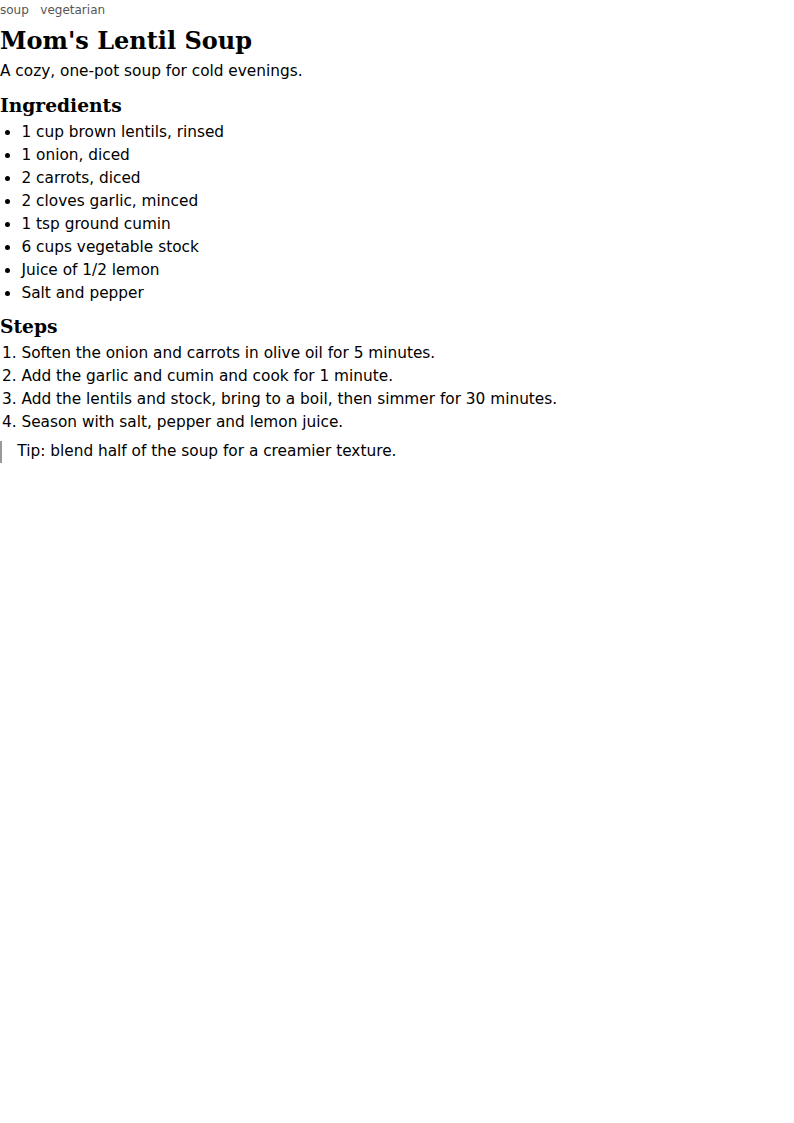 soup vegetarian
Mom's Lentil Soup
A cozy, one-pot soup for cold evenings.
Ingredients
• 1 cup brown lentils, rinsed
• 1 onion, diced
• 2 carrots, diced
• 2 cloves garlic, minced
• 1 tsp ground cumin
• 6 cups vegetable stock
• Juice of 1/2 lemon
• Salt and pepper
Steps
1. Soften the onion and carrots in olive oil for 5 minutes.
2. Add the garlic and cumin and cook for 1 minute.
3. Add the lentils and stock, bring to a boil, then simmer for 30 minutes.
4. Season with salt, pepper and lemon juice.
Tip: blend half of the soup for a creamier texture.